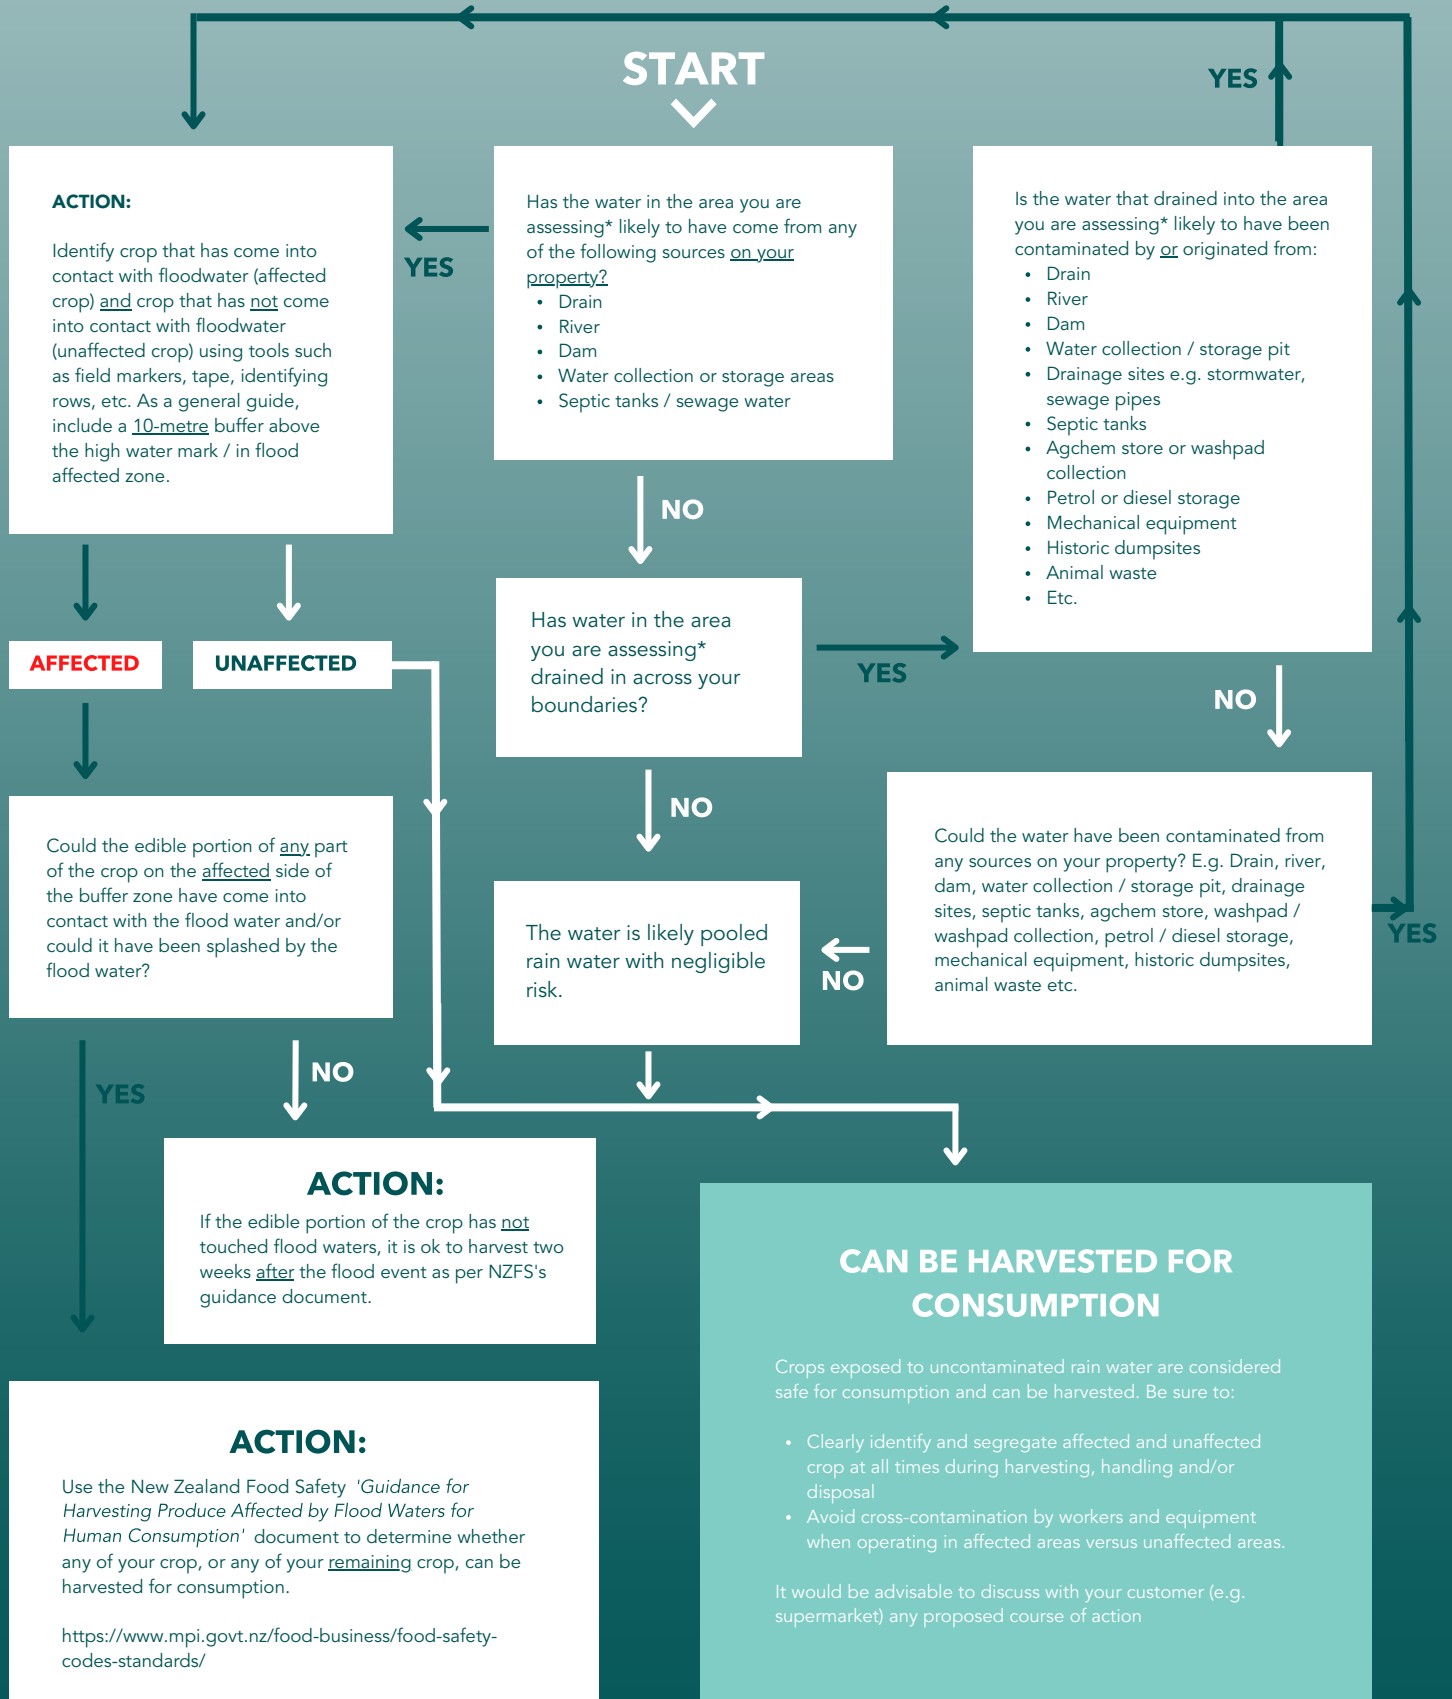 START
YES
ACTION:
Identify crop that has come into
contact with floodwater (affected
crop) and crop that has not come
into contact with floodwater
(unaffected crop) using tools such
as field markers, tape, identifying
rows, etc. As a general guide,
include a 10-metre buffer above
the high water mark / in flood
affected zone.
YES
Has the water in the area you are
assessing* likely to have come from any
of the following sources on your
property?
• Drain
• River
• Dam
• Water collection or storage areas
• Septic tanks / sewage water
Is the water that drained into the area
you are assessing* likely to have been
contaminated by or originated from:
• Drain
• River
• Dam
• Water collection / storage pit
• Drainage sites e.g. stormwater,
sewage pipes
• Septic tanks
• Agchem store or washpad
collection
• Petrol or diesel storage
• Mechanical equipment
• Historic dumpsites
• Animal waste
• Etc.
NO
Has water in the area
you are assessing*
drained in across your
boundaries?
YES
AFFECTED
UNAFFECTED
NO
NO
Could the edible portion of any part
of the crop on the affected side of
the buffer zone have come into
contact with the flood water and/or
could it have been splashed by the
flood water?
The water is likely pooled
rain water with negligible
risk.
NO
Could the water have been contaminated from
any sources on your property? E.g. Drain, river,
dam, water collection / storage pit, drainage
sites, septic tanks, agchem store, washpad /
washpad collection, petrol / diesel storage,
mechanical equipment, historic dumpsites,
animal waste etc.
YES
YES
NO
ACTION:
If the edible portion of the crop has not
touched flood waters, it is ok to harvest two
weeks after the flood event as per NZFS's
guidance document.
ACTION:
Use the New Zealand Food Safety 'Guidance for
Harvesting Produce Affected by Flood Waters for
Human Consumption' document to determine whether
any of your crop, or any of your remaining crop, can be
harvested for consumption.
https://www.mpi.govt.nz/food-business/food-safety-
codes-standards/
CAN BE HARVESTED FOR
CONSUMPTION
Crops exposed to uncontaminated rain water are considered
safe for consumption and can be harvested. Be sure to:
• Clearly identify and segregate affected and unaffected
crop at all times during harvesting, handling and/or
disposal
• Avoid cross-contamination by workers and equipment
when operating in affected areas versus unaffected areas.
It would be advisable to discuss with your customer (e.g.
supermarket) any proposed course of action